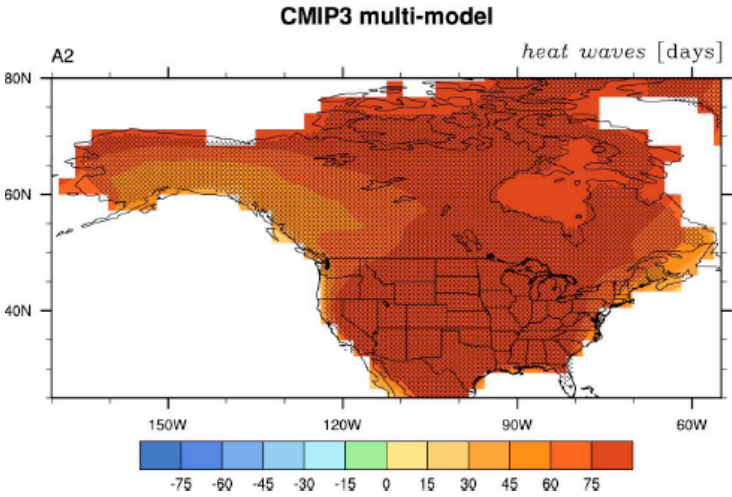 CMIP3 multi-model
A2
heat waves [days]
80N
60N
40N
150W 120W 90W 60W
-75 -60 -45 -30 -15 0 15 30 45 60 75